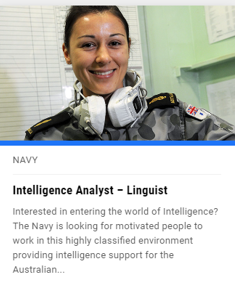 NAVY
Intelligence Analyst – Linguist
Interested in entering the world of Intelligence?
The Navy is looking for motivated people to
work in this highly classified environment
providing intelligence support for the
Australian...